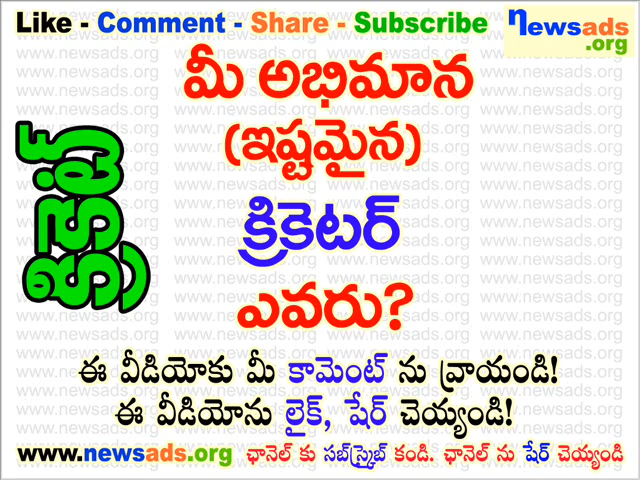 Like - Comment - Share - Subscribe
newsads
.org
మీ అభిమాన
(ఇష్టమైన)
క్రికెటర్
ఎవరు?
క్రికెట్
ఈ వీడియోకు మీ కామెంట్ ను వ్రాయండి!
ఈ వీడియోను లైక్, షేర్ చెయ్యండి!
www.newsads.org ఛానెల్ కు సబ్‌స్క్రైబ్ కండి. ఛానెల్ ను షేర్ చెయ్యండి